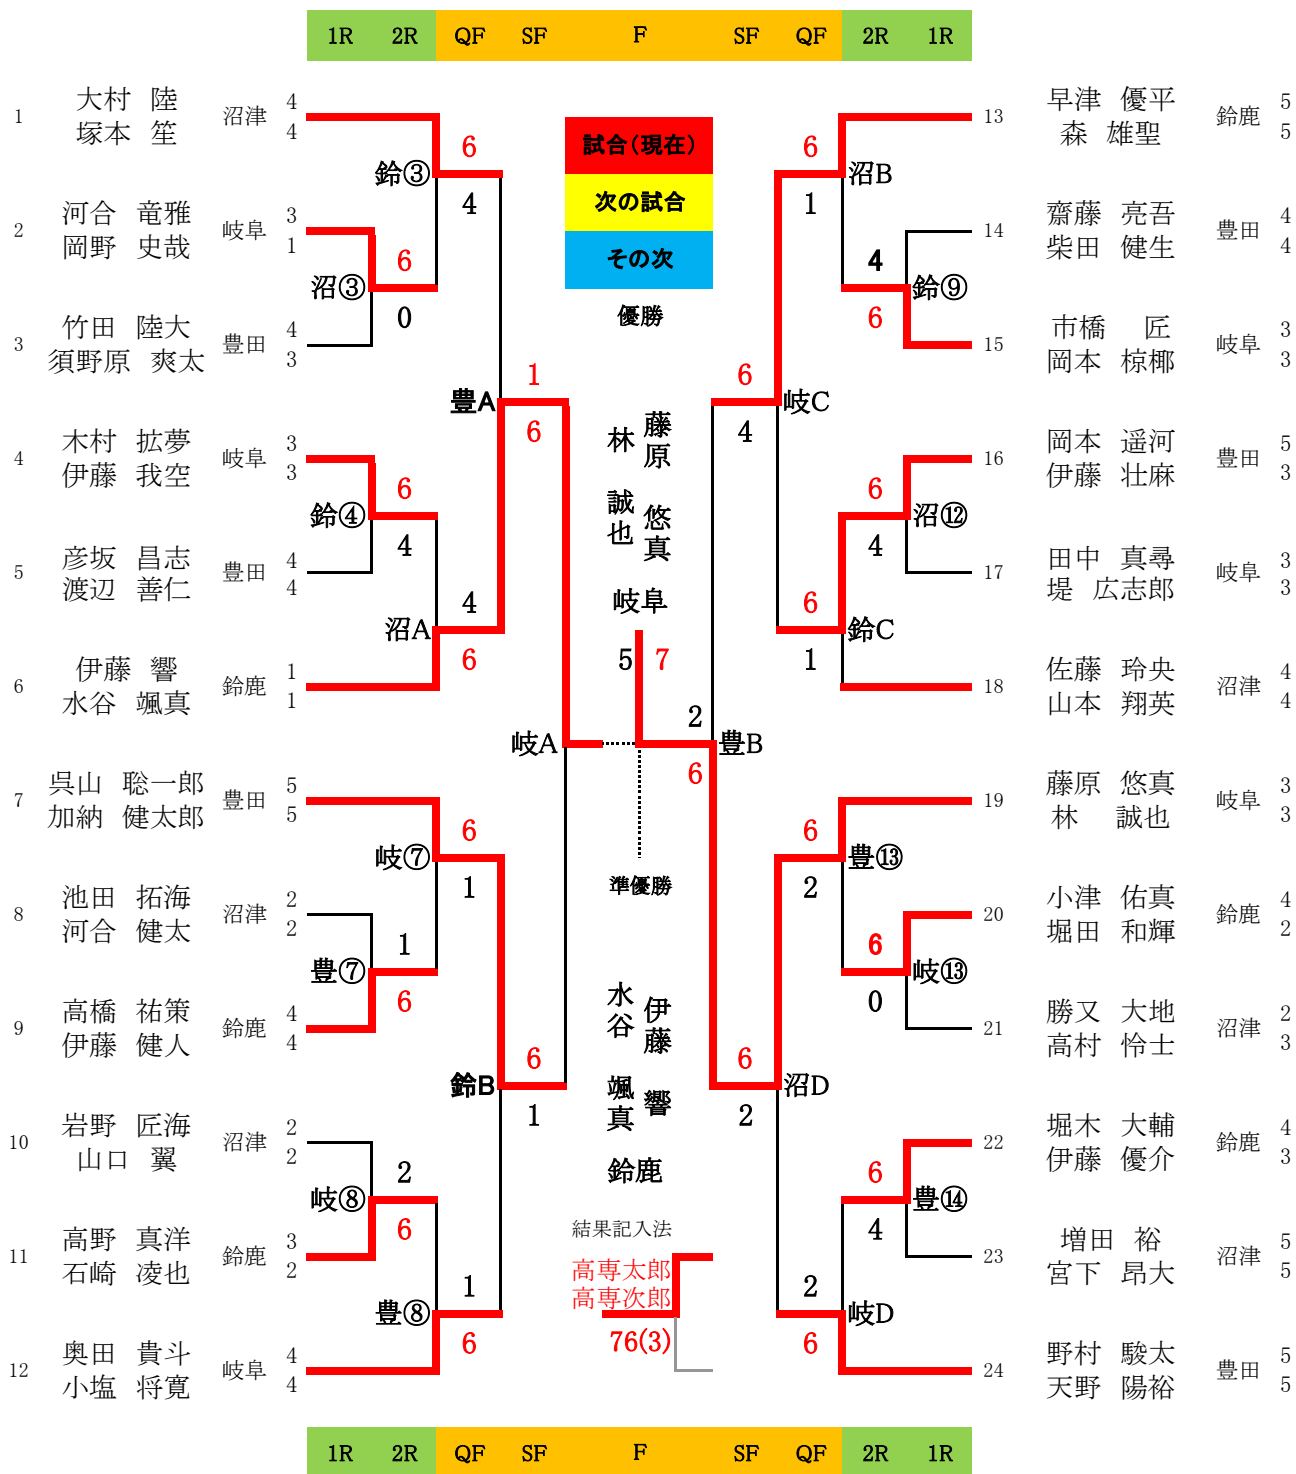 1R 2R QF SF F SF QF 2R 1R
1 大村 陸 塚本 笙 沼津 4 4
2 河合 竜雅 岡野 史哉 岐阜 3 1
3 竹田 陸大 須野原 爽太 豊田 4 3
4 木村 拡夢 伊藤 我空 岐阜 3 3
5 彦坂 昌志 渡辺 善仁 豊田 4 4
6 伊藤 響 水谷 颯真 鈴鹿 1 1
7 呉山 聡一郎 加納 健太郎 豊田 5 5
8 池田 拓海 河合 健太 沼津 2 2
9 高橋 祐策 伊藤 健人 鈴鹿 4 4
10 岩野 匠海 山口 翼 沼津 2 2
11 高野 真洋 石崎 凌也 鈴鹿 3 2
12 奥田 貴斗 小塩 将寛 岐阜 4 4
鈴③ 6 4
沼③ 6 0
豊A 1 6
鈴④ 6 4
沼A 4 6
岐A
岐⑦ 6 1
豊⑦ 1 6
鈴B 6 1
岐⑧ 2 6
豊⑧ 1 6
試合(現在)
次の試合
その次
優勝
藤原 悠真
林 誠也
岐阜
5 7
準優勝
伊藤 響
水谷 颯真
鈴鹿
結果記入法
高専太郎
高専次郎
76(3)
6 1 沼B
4 6 鈴⑨
6 4 岐C
6 4 沼⑫
6 1 鈴C
2 6 豊B
6 2 豊⑬
6 0 岐⑬
6 2 沼D
6 4 豊⑭
2 6 岐D
13 早津 優平 森 雄聖 鈴鹿 5 5
14 齋藤 亮吾 柴田 健生 豊田 4 4
15 市橋 匠 岡本 椋椰 岐阜 3 3
16 岡本 遥河 伊藤 壮麻 豊田 5 3
17 田中 真尋 堤 広志郎 岐阜 3 3
18 佐藤 玲央 山本 翔英 沼津 4 4
19 藤原 悠真 林 誠也 岐阜 3 3
20 小津 佑真 堀田 和輝 鈴鹿 4 2
21 勝又 大地 高村 怜士 沼津 2 3
22 堀木 大輔 伊藤 優介 鈴鹿 4 3
23 増田 裕 宮下 昂大 沼津 5 5
24 野村 駿太 天野 陽裕 豊田 5 5
1R 2R QF SF F SF QF 2R 1R